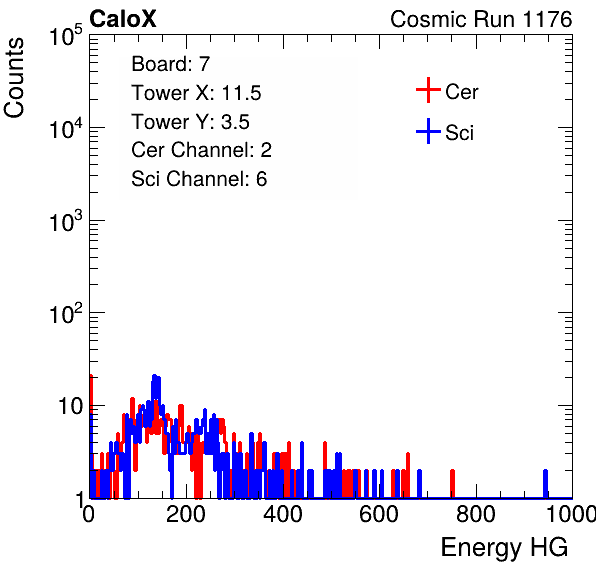 CaloX Cosmic Run 1176
Counts
10^5
10^4
10^3
10^2
10
1
Board: 7
Tower X: 11.5
Tower Y: 3.5
Cer Channel: 2
Sci Channel: 6
Cer
Sci
0 200 400 600 800 1000
Energy HG